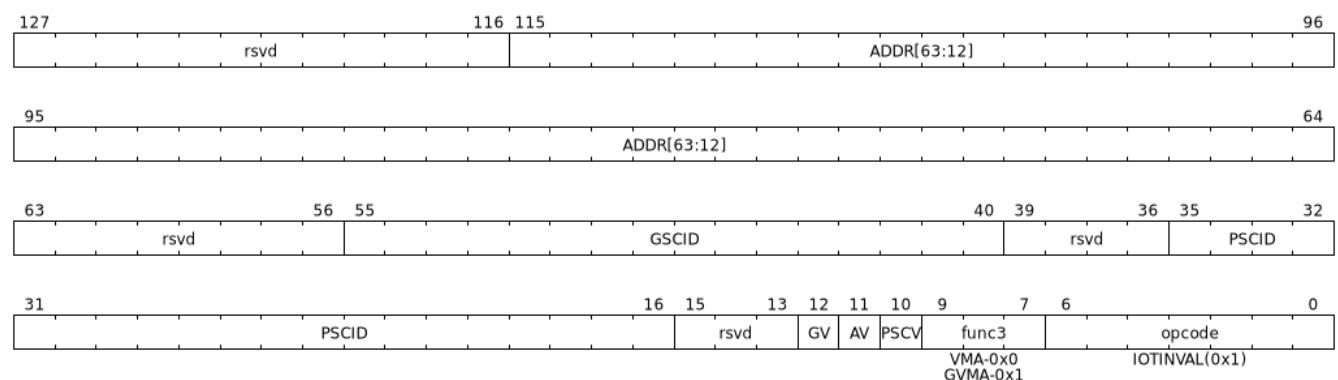 127 116 115 96
rsvd ADDR[63:12]
95 64
ADDR[63:12]
63 56 55 40 39 36 35 32
rsvd GSCID rsvd PSCID
31 16 15 13 12 11 10 9 7 6 0
PSCID rsvd GV AV PSCV func3 opcode
VMA-0x0 IOTINVAL(0x1)
GVMA-0x1